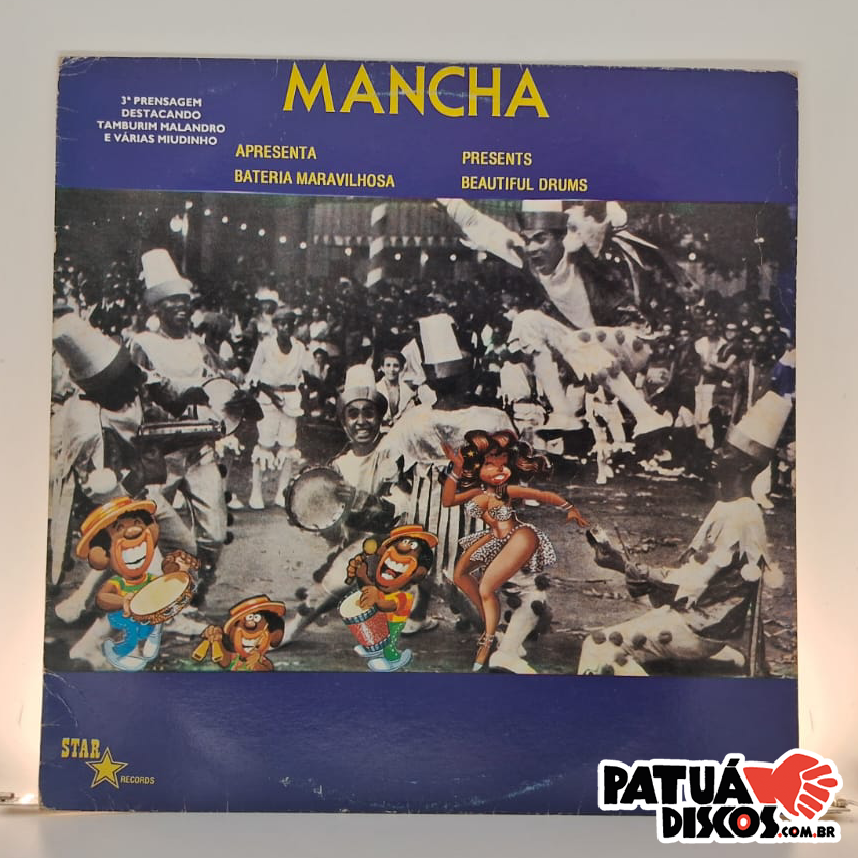 MANCHA
3ª PRENSAGEM
DESTACANDO
TAMBURIM MALANDRO
E VÁRIAS MIUDINHO
APRESENTA
BATERIA MARAVILHOSA
PRESENTS
BEAUTIFUL DRUMS
STAR
RECORDS
PATUÁ
DISCOS.COM.BR